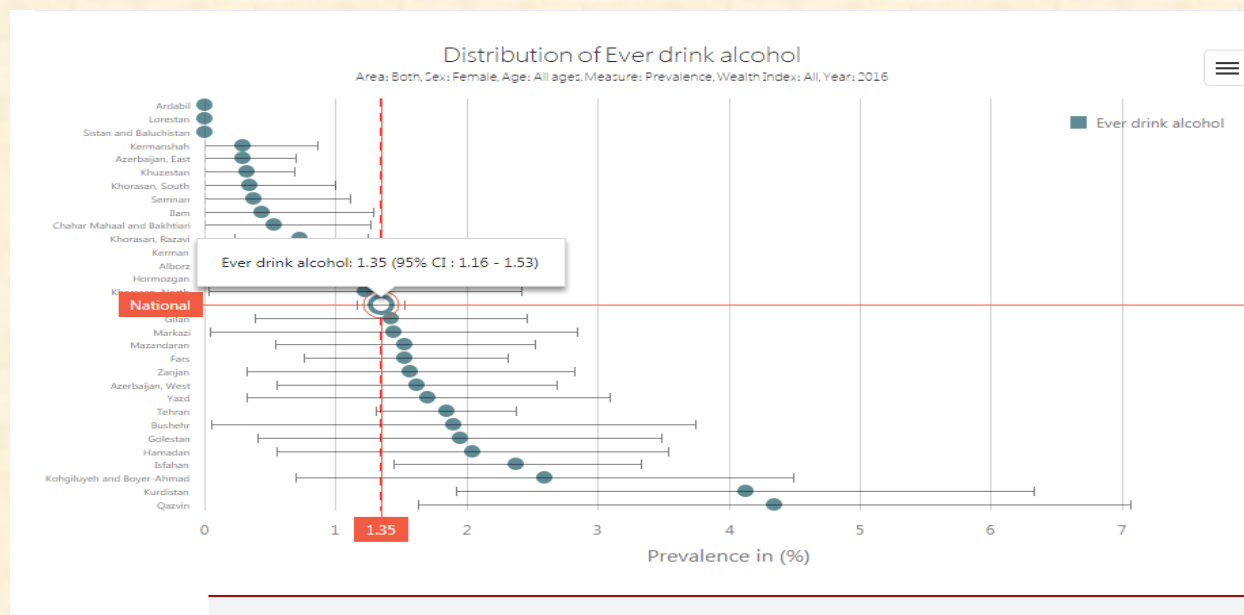 Distribution of Ever drink alcohol
Area: Both, Sex: Female, Age: All ages, Measure: Prevalence, Wealth Index: All, Year: 2016
Ever drink alcohol
Ardabil
Lorestan
Sistan and Baluchistan
Kermanshah
Azerbaijan, East
Khuzestan
Khorasan, South
Semnan
Ilam
Chahar Mahaal and Bakhtiari
Khorasan, Razavi
Kerman
Ever drink alcohol: 1.35 (95% CI : 1.16 - 1.53)
Alborz
Hormozgan
Khorasan, North
National
Gilan
Markazi
Mazandaran
Fars
Zanjan
Azerbaijan, West
Yazd
Tehran
Bushehr
Golestan
Hamadan
Isfahan
Kohgiluyeh and Boyer-Ahmad
Kurdistan
Qazvin
0 1 1.35 2 3 4 5 6 7
Prevalence in (%)